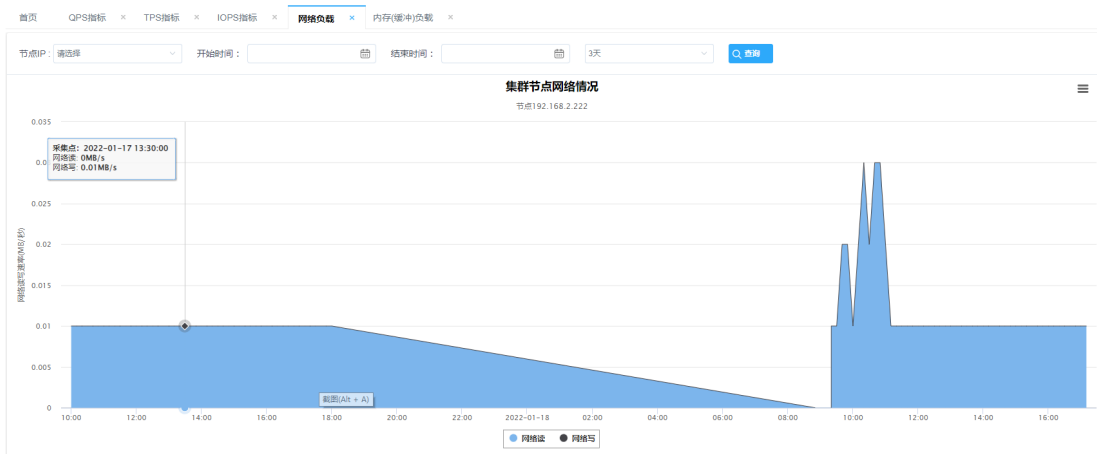 首页 QPS指标 × TPS指标 × IOPS指标 × 网络负载 × 内存(缓冲)负载 ×
节点IP : 请选择 开始时间 : 结束时间 : 3天 查询
集群节点网络情况
节点192.168.2.222
0.035
采集点: 2022-01-17 13:30:00
网络读: 0MB/s
网络写: 0.01MB/s
0.025
0.02
0.015
0.01
0.005
0
网络读写速率(MB/秒)
截图(Alt + A)
10:00 12:00 14:00 16:00 18:00 20:00 22:00 2022-01-18 02:00 04:00 06:00 08:00 10:00 12:00 14:00 16:00
网络读 网络写